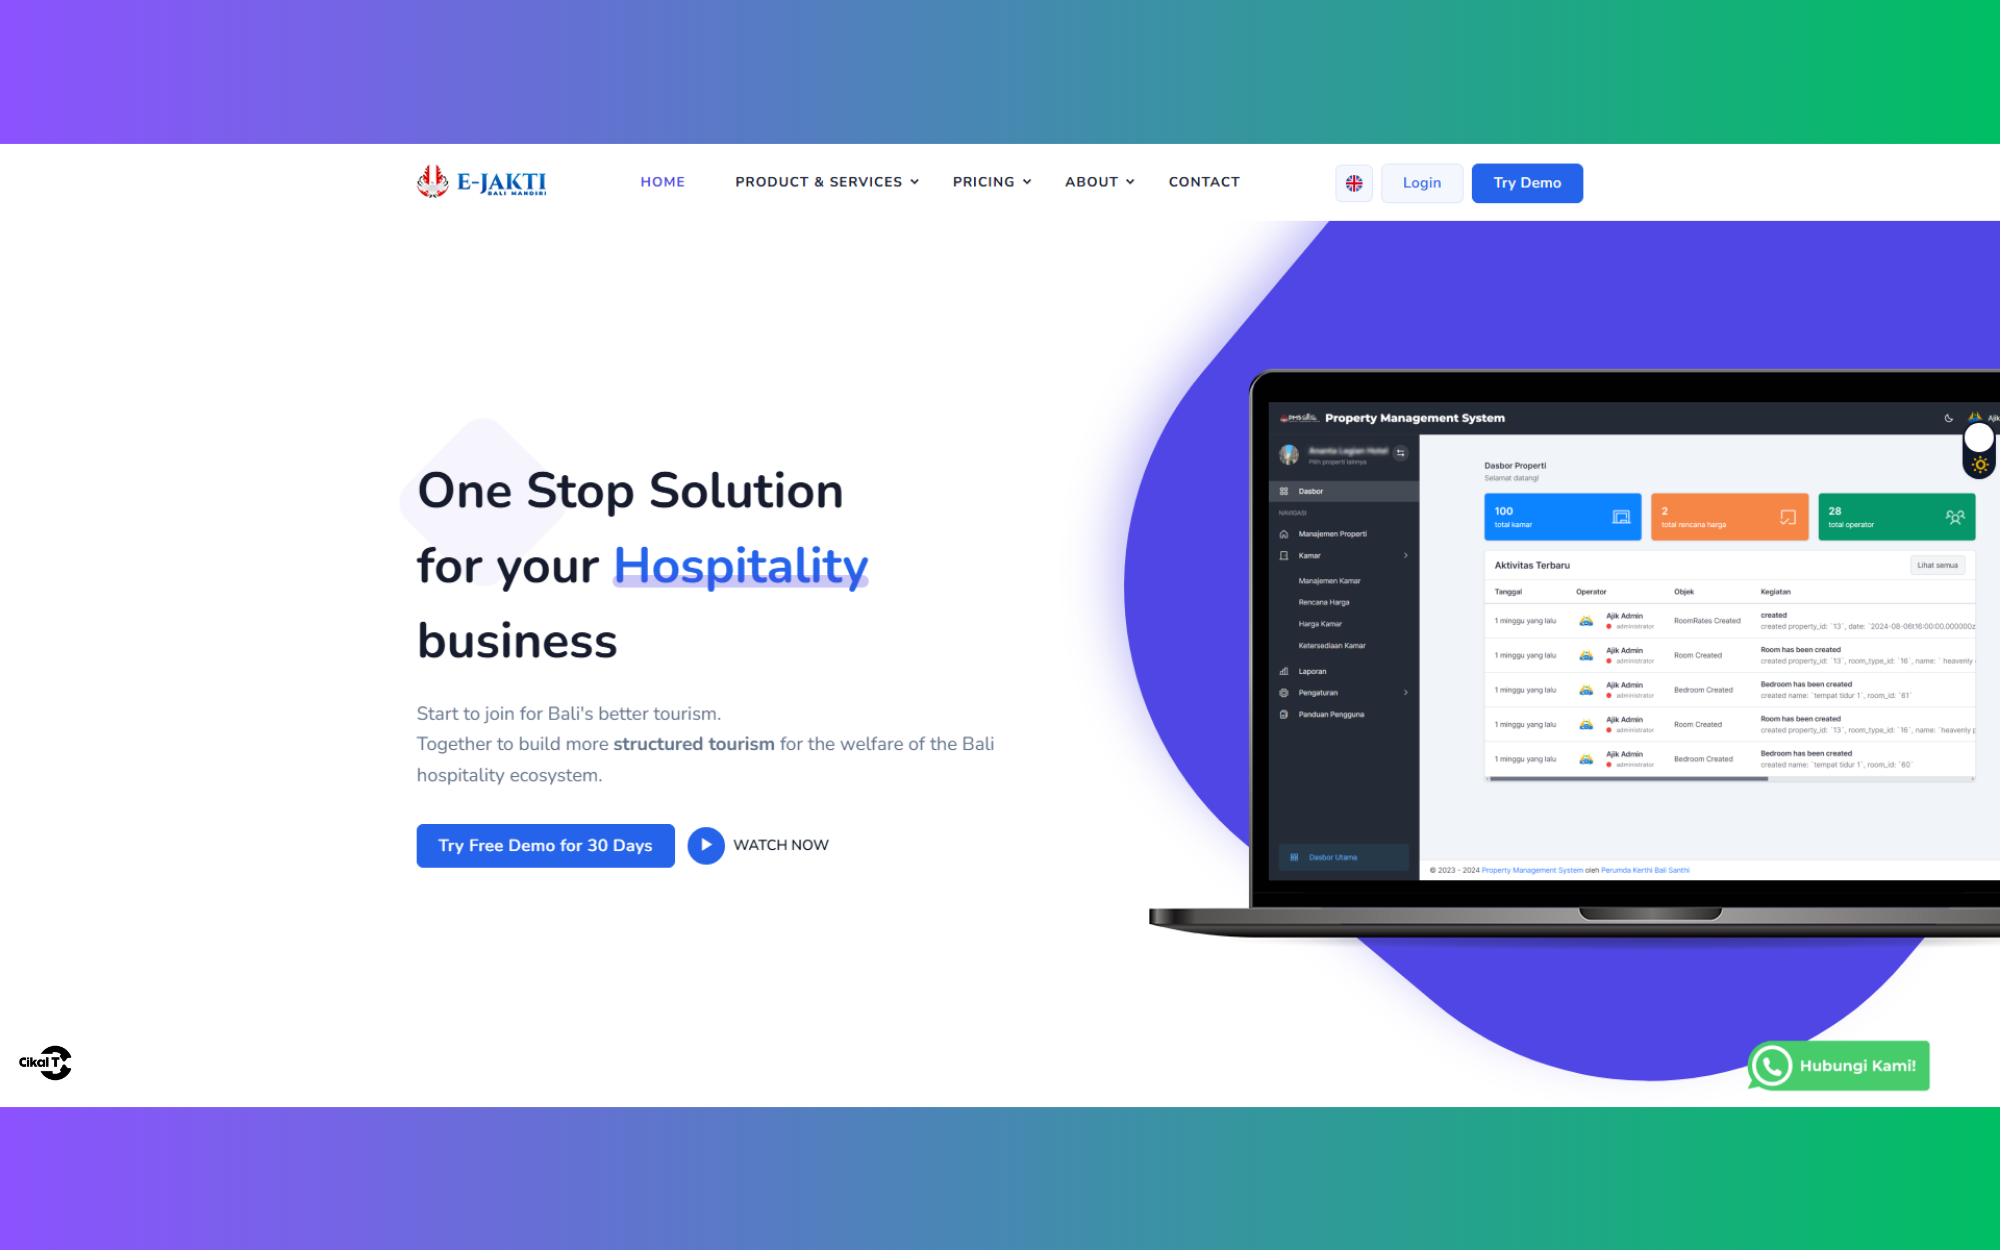 E-JAKTI
BALI MANDIRI
HOME
PRODUCT & SERVICES
PRICING
ABOUT
CONTACT
Login
Try Demo
One Stop Solution
for your Hospitality
business
Start to join for Bali's better tourism.
Together to build more structured tourism for the welfare of the Bali
hospitality ecosystem.
Try Free Demo for 30 Days
WATCH NOW
Property Management System
Ajik
Pilih properti lainnya
Dasbor
NAVIGASI
Manajemen Properti
Kamar
Manajemen Kamar
Rencana Harga
Harga Kamar
Ketersediaan Kamar
Laporan
Pengaturan
Panduan Pengguna
Dasbor Utama
Dasbor Properti
Selamat datang!
100
total kamar
2
total rencana harga
28
total operator
Aktivitas Terbaru
Lihat semua
Tanggal Operator Objek Kegiatan
1 minggu yang lalu Ajik Admin administrator RoomRates Created created
created property_id: `13`, date: `2024-08-06t16:00:00.000000z
1 minggu yang lalu Ajik Admin administrator Room Created Room has been created
created property_id: `13`, room_type_id: `16`, name: ` heavenly
1 minggu yang lalu Ajik Admin administrator Bedroom Created Bedroom has been created
created name: `tempat tidur 1`, room_id: `61`
1 minggu yang lalu Ajik Admin administrator Room Created Room has been created
created property_id: `13`, room_type_id: `16`, name: `heavenly p
1 minggu yang lalu Ajik Admin administrator Bedroom Created Bedroom has been created
created name: `tempat tidur 1`, room_id: `60`
© 2023 - 2024 Property Management System oleh Perumda Kerthi Bali Santhi
Cikal T
Hubungi Kami!